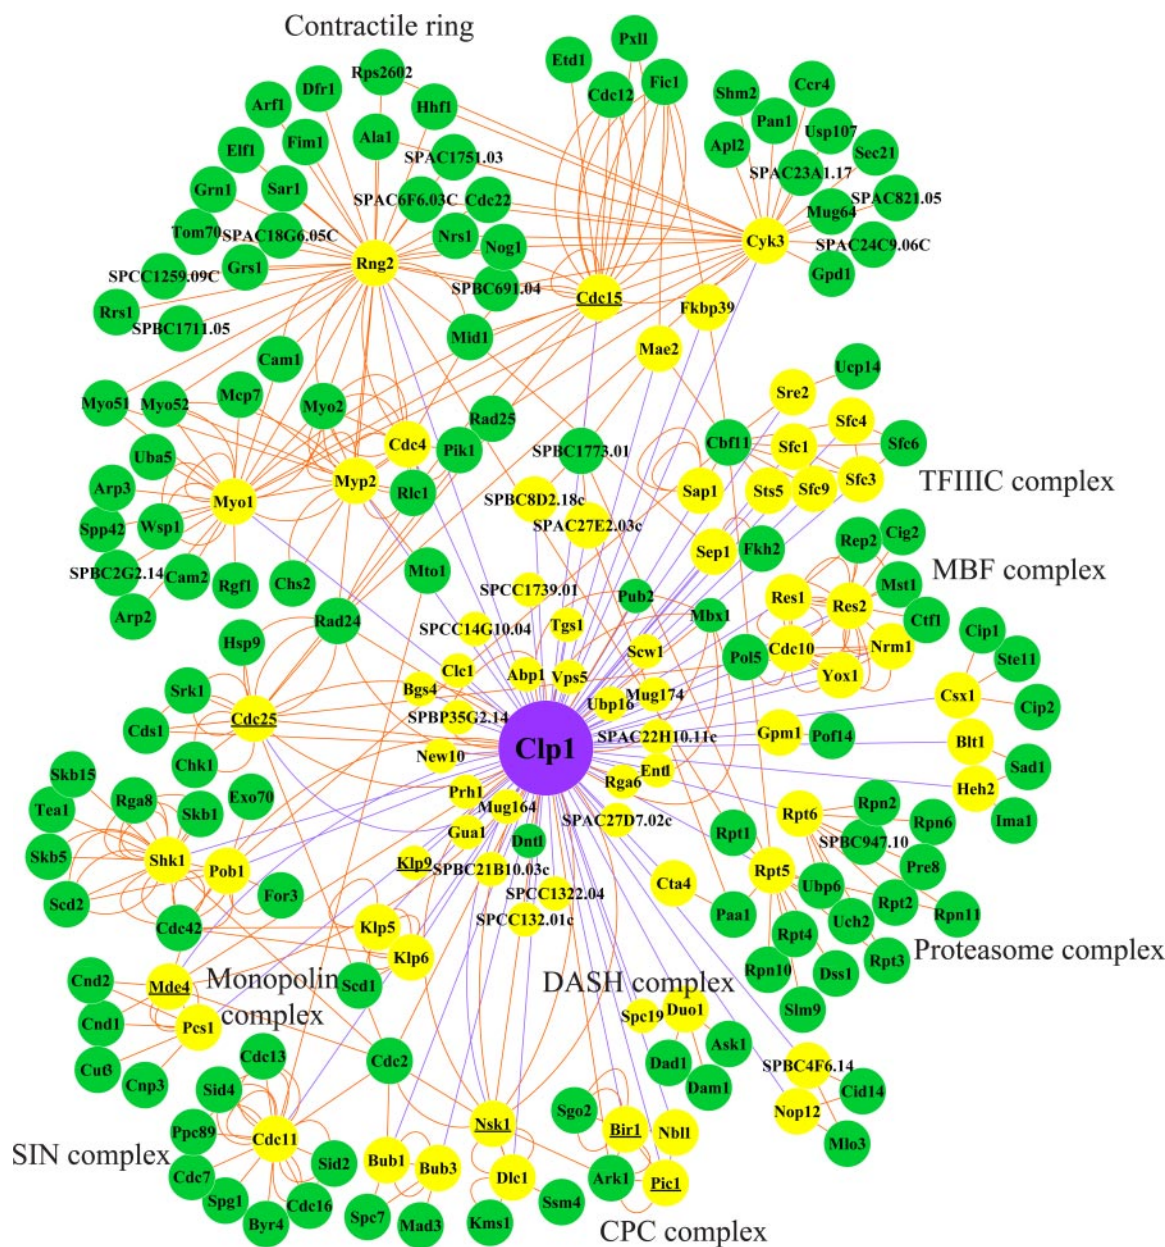 Contractile ring
Pxl1
Etd1
Rps2602
Dfr1
Fic1
Cdc12
Ccr4
Shm2
Arf1
Hhf1
Pan1
Usp107
Ala1
Fim1
Apl2
Sec21
Elf1
SPAC1751.03
SPAC23A1.17
Grn1
Sar1
SPAC6F6.03C
Cdc22
SPAC821.05
Mug64
Tom70
SPAC18G6.05C
Nrs1
Nog1
Cyk3
SPAC24C9.06C
Rng2
Grs1
SPCC1259.09C
SPBC691.04
Cdc15
Gpd1
Fkbp39
Rrs1
SPBC1711.05
Mid1
Mae2
Cam1
Ucp14
Sre2
Mcp7
Myo51
Myo52
Myo2
Rad25
Sfc4
Cdc4
Pik1
SPBC1773.01
Cbf11
Sfc1
Sfc6
Uba5
TFIIIC complex
Arp3
Myo1
Myp2
Rlc1
SPBC8D2.18c
Sap1
Sts5
Sfc9
Sfc3
Spp42
Wsp1
SPAC27E2.03c
Cig2
Rep2
Sep1
Fkh2
SPBC2G2.14
Cam2
Rgf1
Chs2
Mto1
MBF complex
Mst1
SPCC1739.01
Pub2
Res1
Res2
Arp2
Mbx1
Ctf1
Rad24
SPCC14G10.04
Tgs1
Cip1
Hsp9
Scw1
Cdc10
Nrm1
Ste11
Clc1
Abp1
Vps5
Pol5
Yox1
Srk1
Bgs4
Mug174
Csx1
Cip2
Ubp16
Cdc25
SPBP35G2.14
Cds1
SPAC22H10.11c
Gpm1
Pof14
Blt1
Clp1
New10
Chk1
Ent1
Sad1
Skb15
Rga6
Heh2
Tea1
Rga8
Skb1
Exo70
Prh1
Mug164
Rpn2
Rpt6
Ima1
SPAC27D7.02c
Rpn6
Gua1
Rpt1
SPBC947.10
Skb5
Shk1
Pob1
Klp9
Dnt1
Pre8
SPBC21B10.03c
Rpt5
Cta4
Ubp6
Scd2
For3
SPCC1322.04
Rpt2
Rpn11
SPCC132.01c
Paa1
Uch2
Cdc42
Klp5
Rpt4
Proteasome complex
Klp6
Rpn10
Dss1
Rpt3
Cnd2
Mde4
Monopolin
complex
Scd1
DASH complex
Slm9
Cnd1
Pcs1
Spc19
Duo1
Cdc13
Ask1
Cuf3
Cnp3
Cdc2
Dad1
SPBC4F6.14
Sid4
Dam1
Cid14
Sgo2
Nop12
Ppc89
Nsk1
Bir1
Nbl1
Cdc11
Mlo3
SIN complex
Sid2
Bub1
Bub3
Cdc7
Dlc1
Ark1
Pic1
Spg1
Cdc16
Ssm4
Spc7
Byr4
Mad3
Kms1
CPC complex